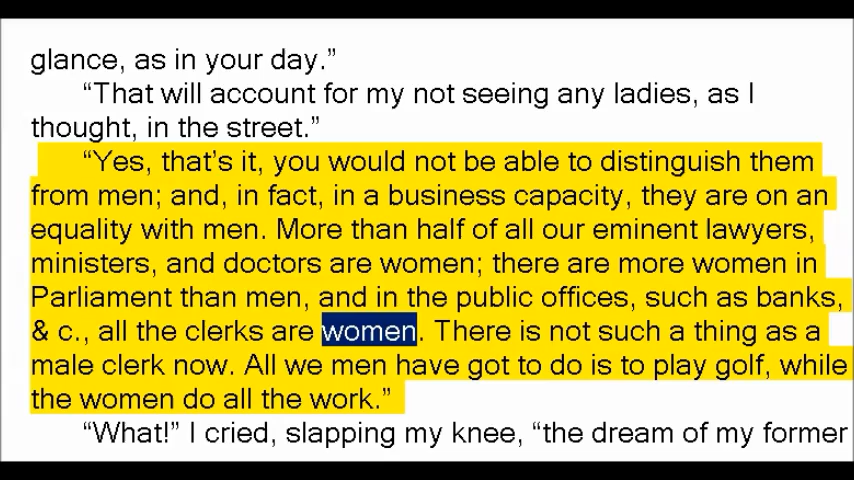 glance, as in your day.”
“That will account for my not seeing any ladies, as I
thought, in the street.”
“Yes, that’s it, you would not be able to distinguish them
from men; and, in fact, in a business capacity, they are on an
equality with men. More than half of all our eminent lawyers,
ministers, and doctors are women; there are more women in
Parliament than men, and in the public offices, such as banks,
& c., all the clerks are women. There is not such a thing as a
male clerk now. All we men have got to do is to play golf, while
the women do all the work.”
“What!” I cried, slapping my knee, “the dream of my former